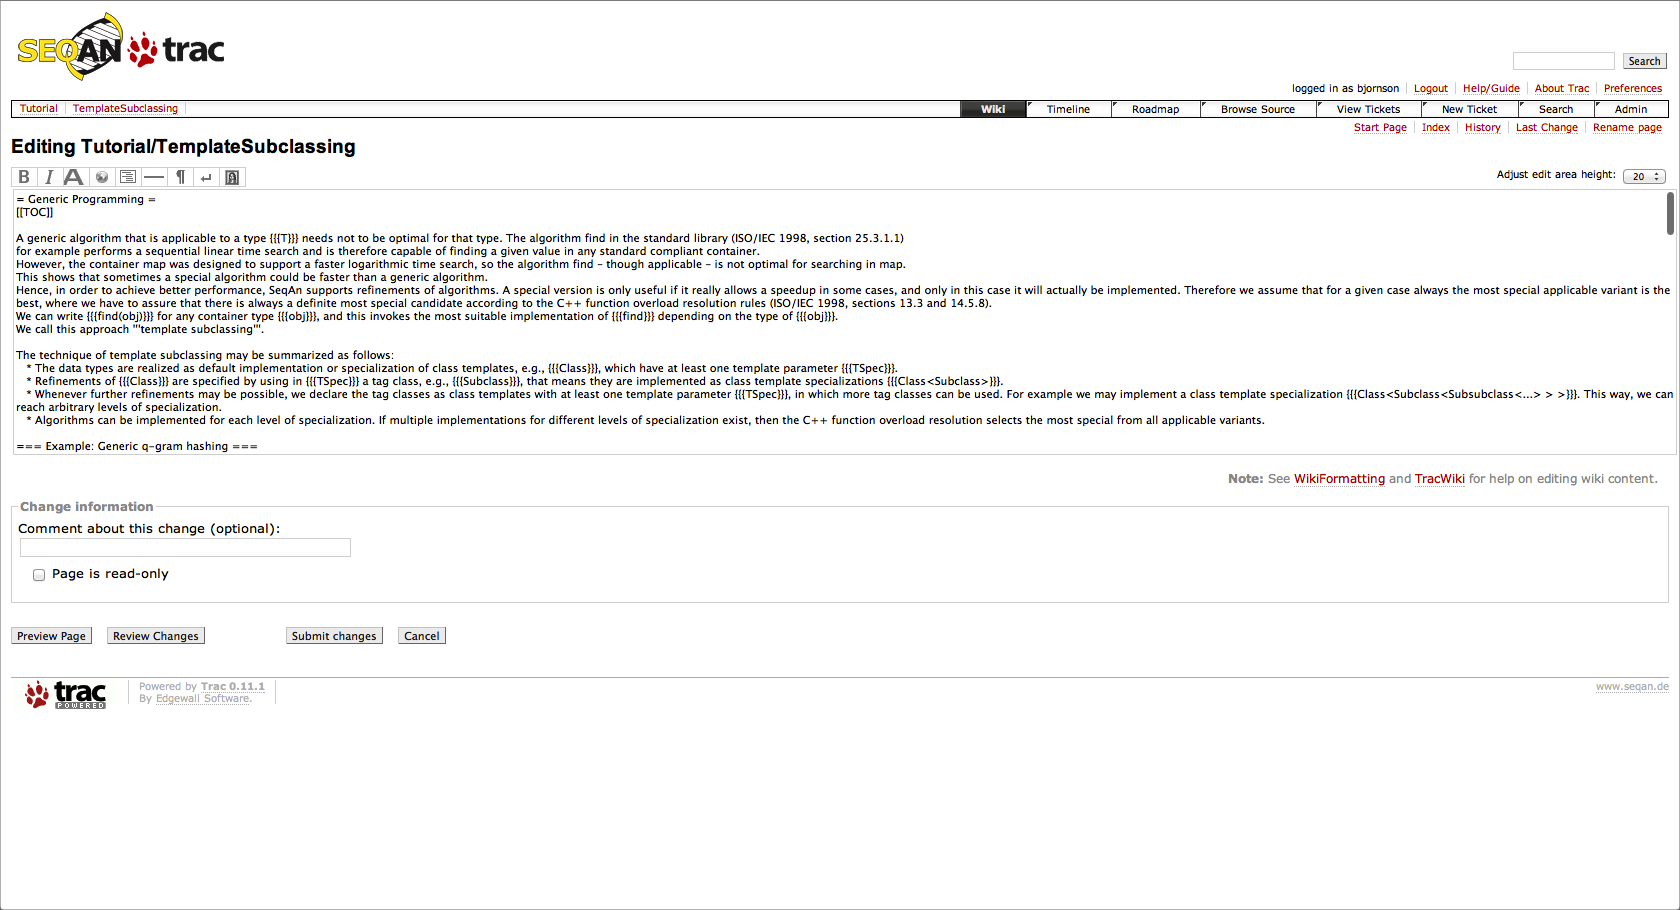 SEQAN trac
Search
logged in as bjornson Logout Help/Guide About Trac Preferences
Tutorial TemplateSubclassing Wiki Timeline Roadmap Browse Source View Tickets New Ticket Search Admin
Start Page Index History Last Change Rename page
Editing Tutorial/TemplateSubclassing
B I A ¶ ↵ Adjust edit area height: 20
= Generic Programming =
[[TOC]]
A generic algorithm that is applicable to a type {{{T}}} needs not to be optimal for that type. The algorithm find in the standard library (ISO/IEC 1998, section 25.3.1.1)
for example performs a sequential linear time search and is therefore capable of finding a given value in any standard compliant container.
However, the container map was designed to support a faster logarithmic time search, so the algorithm find - though applicable - is not optimal for searching in map.
This shows that sometimes a special algorithm could be faster than a generic algorithm.
Hence, in order to achieve better performance, SeqAn supports refinements of algorithms. A special version is only useful if it really allows a speedup in some cases, and only in this case it will actually be implemented. Therefore we assume that for a given case always the most special applicable variant is the
best, where we have to assure that there is always a definite most special candidate according to the C++ function overload resolution rules (ISO/IEC 1998, sections 13.3 and 14.5.8).
We can write {{{find(obj)}}} for any container type {{{obj}}}, and this invokes the most suitable implementation of {{{find}}} depending on the type of {{{obj}}}.
We call this approach '''template subclassing'''.
The technique of template subclassing may be summarized as follows:
* The data types are realized as default implementation or specialization of class templates, e.g., {{{Class}}}, which have at least one template parameter {{{TSpec}}}.
* Refinements of {{{Class}}} are specified by using in {{{TSpec}}} a tag class, e.g., {{{Subclass}}}, that means they are implemented as class template specializations {{{Class<Subclass>}}}.
* Whenever further refinements may be possible, we declare the tag classes as class templates with at least one template parameter {{{TSpec}}}, in which more tag classes can be used. For example we may implement a class template specialization {{{Class<Subclass<Subsubclass<...> > >}}}. This way, we can
reach arbitrary levels of specialization.
* Algorithms can be implemented for each level of specialization. If multiple implementations for different levels of specialization exist, then the C++ function overload resolution selects the most special from all applicable variants.
=== Example: Generic q-gram hashing ===
Note: See WikiFormatting and TracWiki for help on editing wiki content.
Change information
Comment about this change (optional):
Page is read-only
Preview Page Review Changes Submit changes Cancel
trac POWERED Powered by Trac 0.11.1 www.seqan.de
By Edgewall Software.